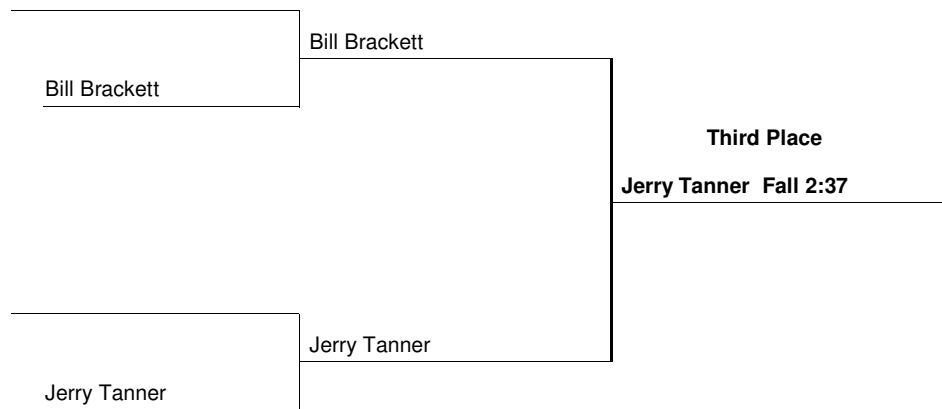 Bill Brackett
Bill Brackett
Third Place
Jerry Tanner Fall 2:37
Jerry Tanner
Jerry Tanner